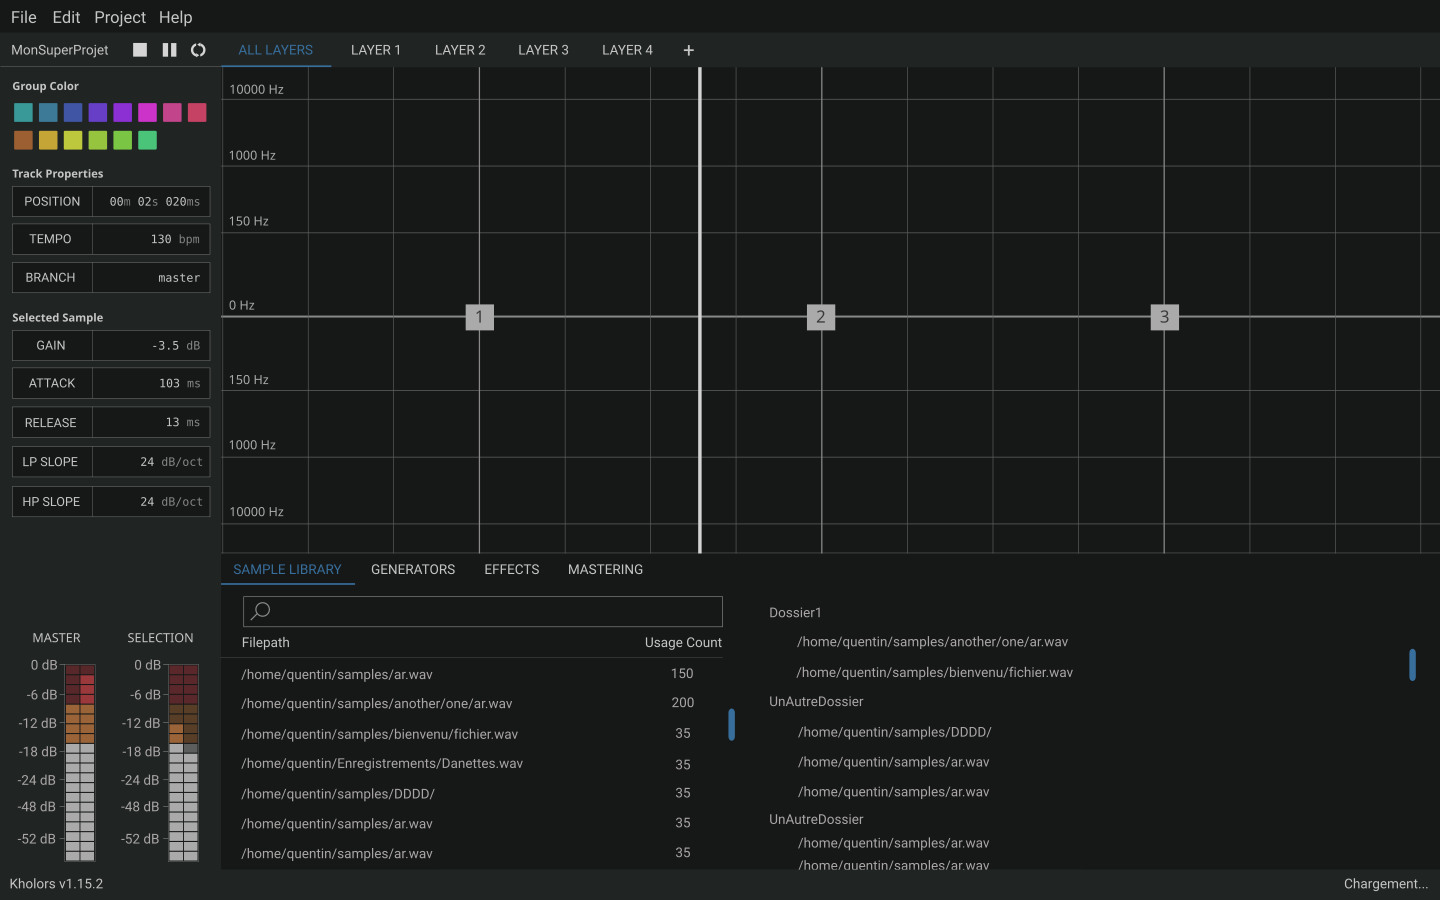 File Edit Project Help
MonSuperProjet
ALL LAYERS LAYER 1 LAYER 2 LAYER 3 LAYER 4 +
Group Color
Track Properties
POSITION 00m 02s 020ms
TEMPO 130 bpm
BRANCH master
Selected Sample
GAIN -3.5 dB
ATTACK 103 ms
RELEASE 13 ms
LP SLOPE 24 dB/oct
HP SLOPE 24 dB/oct
MASTER
0 dB
-6 dB
-12 dB
-18 dB
-24 dB
-48 dB
-52 dB
SELECTION
0 dB
-6 dB
-12 dB
-18 dB
-24 dB
-48 dB
-52 dB
10000 Hz
1000 Hz
150 Hz
0 Hz
1 2 3
150 Hz
1000 Hz
10000 Hz
SAMPLE LIBRARY GENERATORS EFFECTS MASTERING
Filepath Usage Count
/home/quentin/samples/ar.wav 150
/home/quentin/samples/another/one/ar.wav 200
/home/quentin/samples/bienvenu/fichier.wav 35
/home/quentin/Enregistrements/Danettes.wav 35
/home/quentin/samples/DDDD/ 35
/home/quentin/samples/ar.wav 35
/home/quentin/samples/ar.wav 35
Dossier1
/home/quentin/samples/another/one/ar.wav
/home/quentin/samples/bienvenu/fichier.wav
UnAutreDossier
/home/quentin/samples/DDDD/
/home/quentin/samples/ar.wav
/home/quentin/samples/ar.wav
UnAutreDossier
/home/quentin/samples/ar.wav
/home/quentin/samples/ar.wav
Kholors v1.15.2
Chargement...